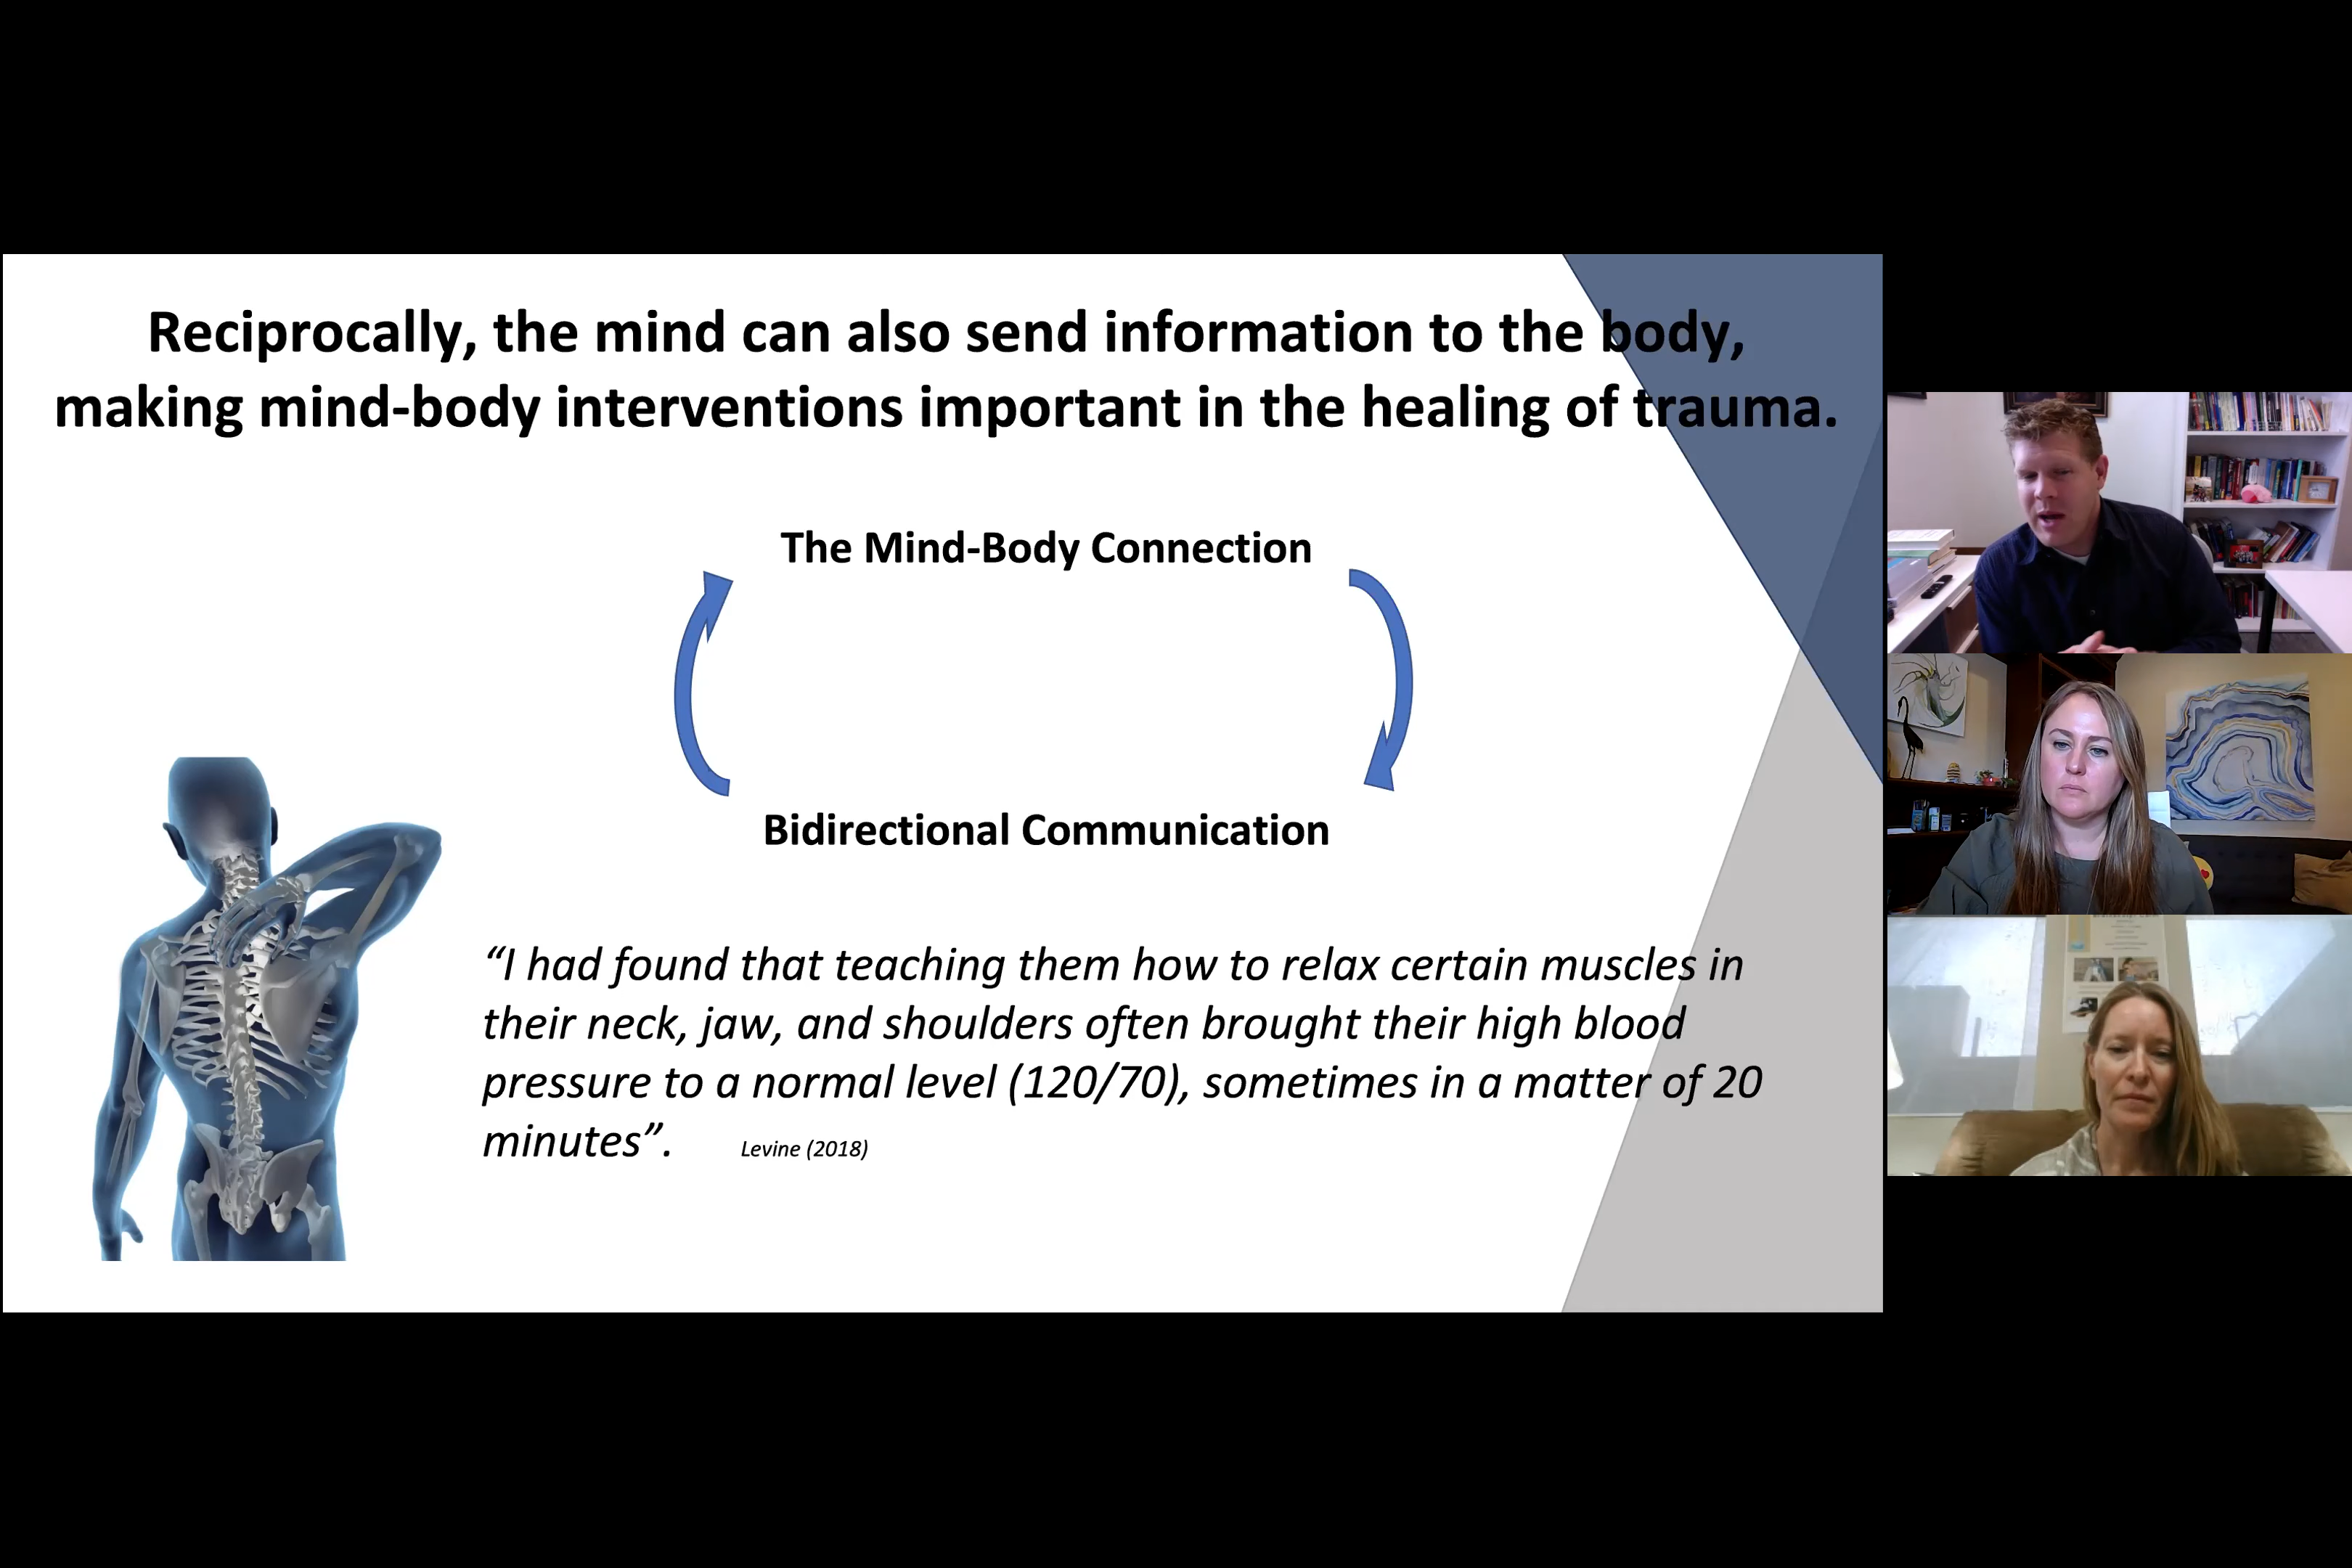 Reciprocally, the mind can also send information to the body,
making mind-body interventions important in the healing of trauma.
The Mind-Body Connection
Bidirectional Communication
“I had found that teaching them how to relax certain muscles in
their neck, jaw, and shoulders often brought their high blood
pressure to a normal level (120/70), sometimes in a matter of 20
minutes”. Levine (2018)